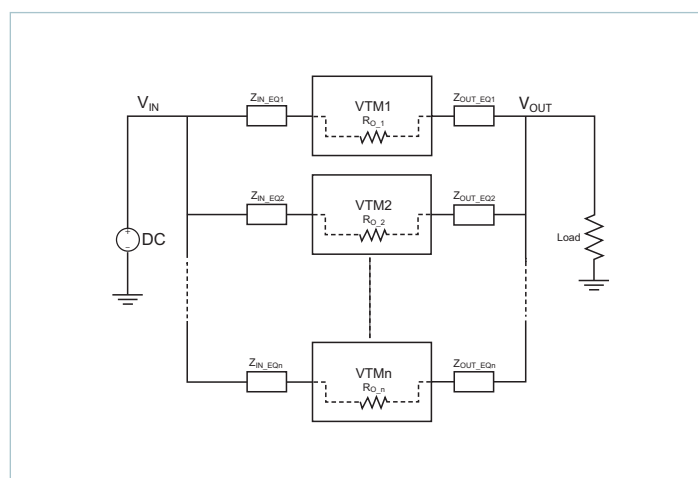 V_IN
Z_IN_EQ1
VTM1
R_O_1
Z_OUT_EQ1
V_OUT
Z_IN_EQ2
VTM2
R_O_2
Z_OUT_EQ2
+
−
DC
Load
Z_IN_EQn
VTMn
R_O_n
Z_OUT_EQn